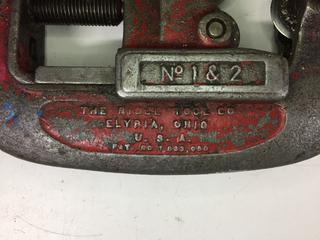 No 1 & 2
THE RIDGE TOOL CO
ELYRIA, OHIO
U. S. A.
PAT. NO